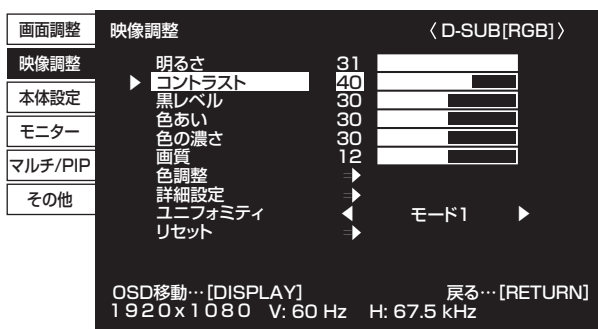 画面調整
映像調整
本体設定
モニター
マルチ/PIP
その他
映像調整 〈D-SUB[RGB]〉
明るさ 31
コントラスト 40
黒レベル 30
色あい 30
色の濃さ 30
画質 12
色調整
詳細設定
ユニフォミティ モード1
リセット
OSD移動…[DISPLAY] 戻る…[RETURN]
1920x1080 V: 60 Hz H: 67.5 kHz